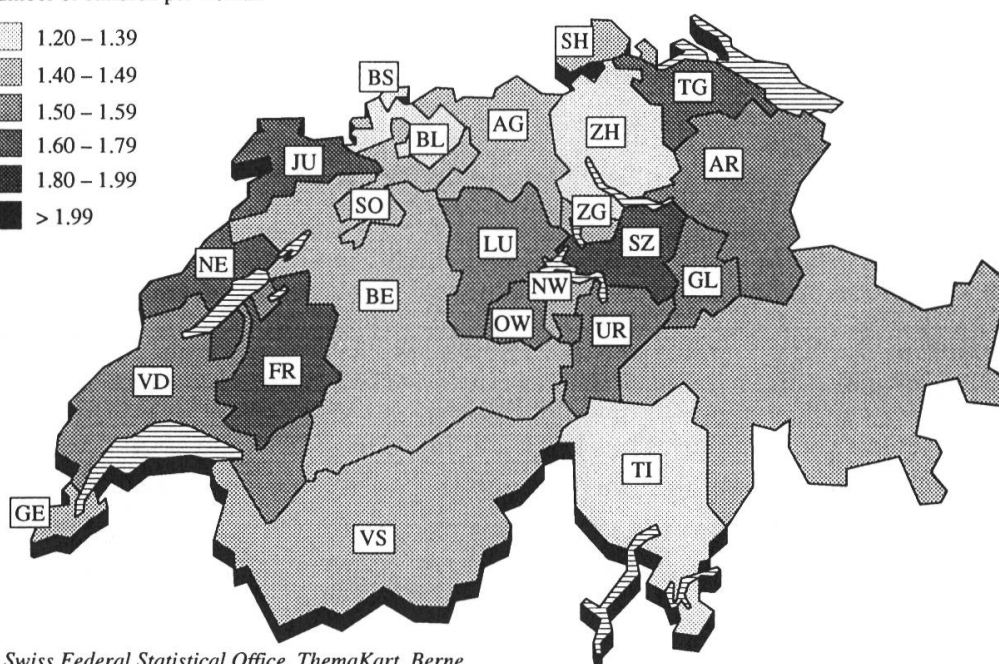 1.20 – 1.39
1.40 – 1.49
1.50 – 1.59
1.60 – 1.79
1.80 – 1.99
> 1.99
SH
BS
TG
AG
ZH
BL
JU
AR
SO
ZG
LU
SZ
NE
GL
NW
BE
OW
UR
FR
VD
TI
GE
VS
Swiss Federal Statistical Office, ThemaKart, Berne